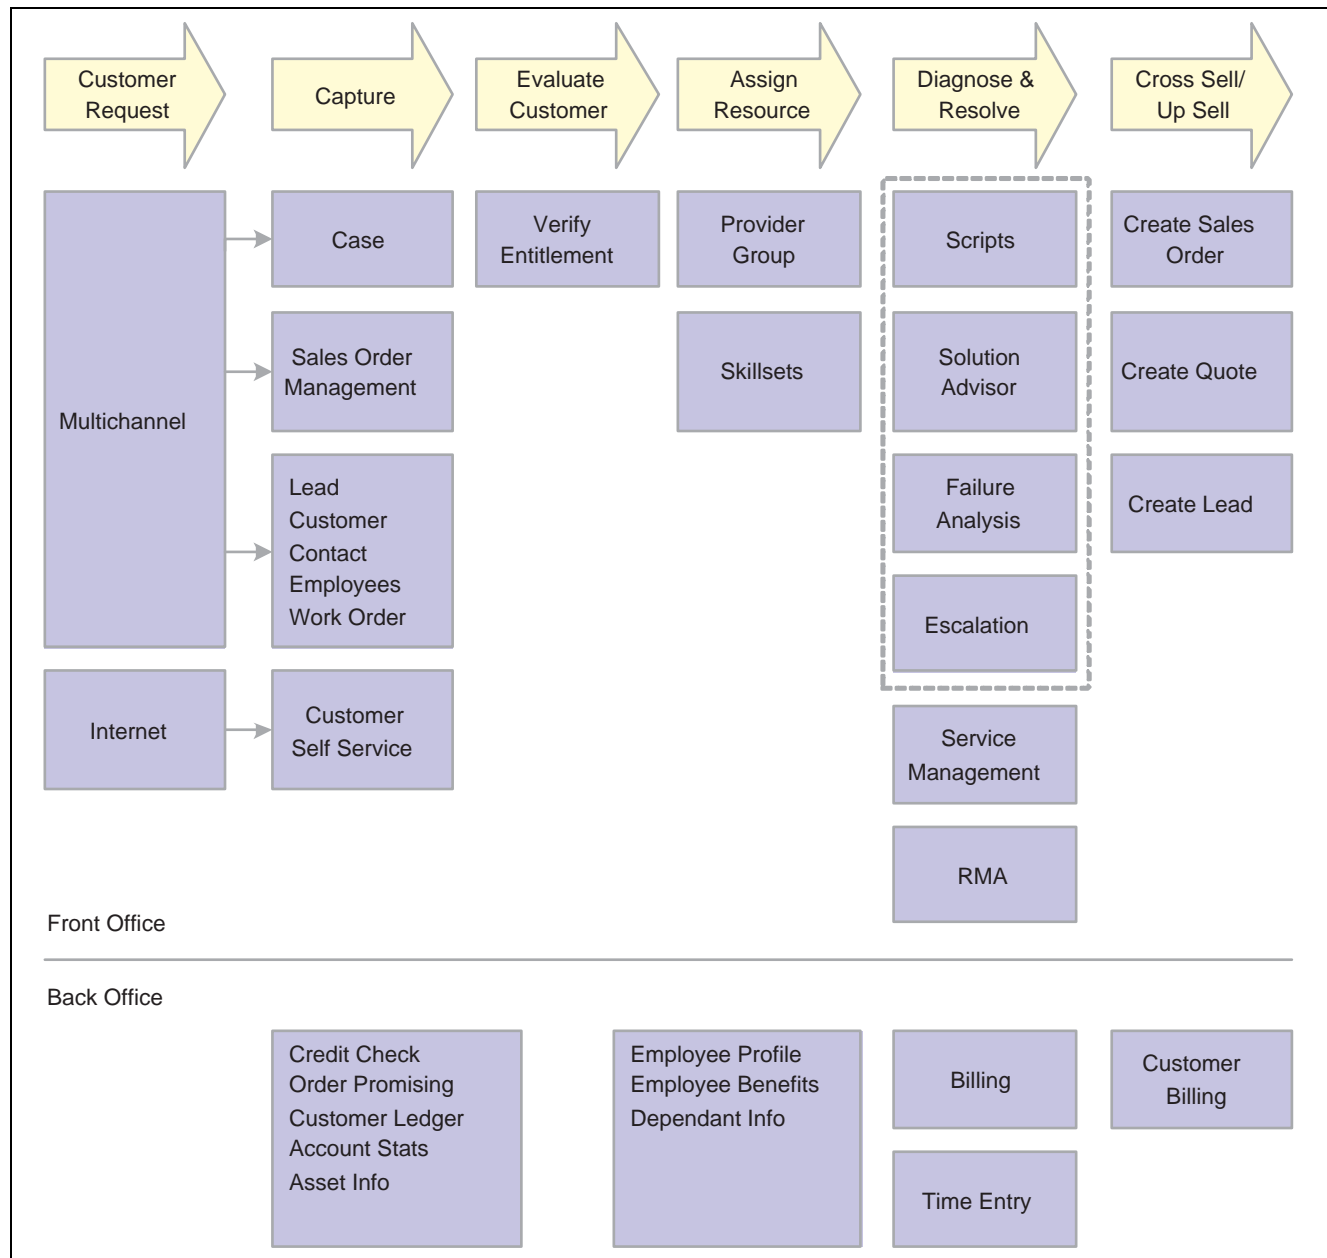 Customer
Request
Capture
Evaluate
Customer
Assign
Resource
Diagnose &
Resolve
Cross Sell/
Up Sell
Multichannel
Case
Verify
Entitlement
Provider
Group
Scripts
Create Sales
Order
Sales Order
Management
Skillsets
Solution
Advisor
Create Quote
Lead
Customer
Contact
Employees
Work Order
Failure
Analysis
Create Lead
Escalation
Internet
Customer
Self Service
Service
Management
RMA
Front Office
Back Office
Credit Check
Order Promising
Customer Ledger
Account Stats
Asset Info
Employee Profile
Employee Benefits
Dependant Info
Billing
Customer
Billing
Time Entry